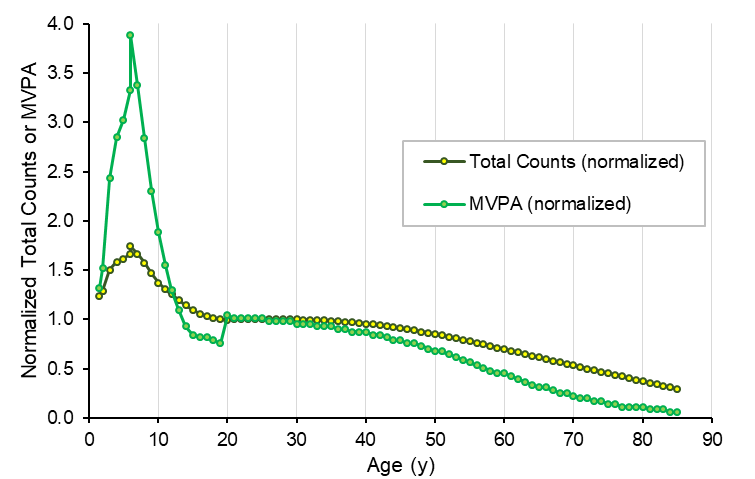 Normalized Total Counts or MVPA
4.0
3.5
3.0
2.5
2.0
1.5
1.0
0.5
0.0
Total Counts (normalized)
MVPA (normalized)
0 10 20 30 40 50 60 70 80 90
Age (y)